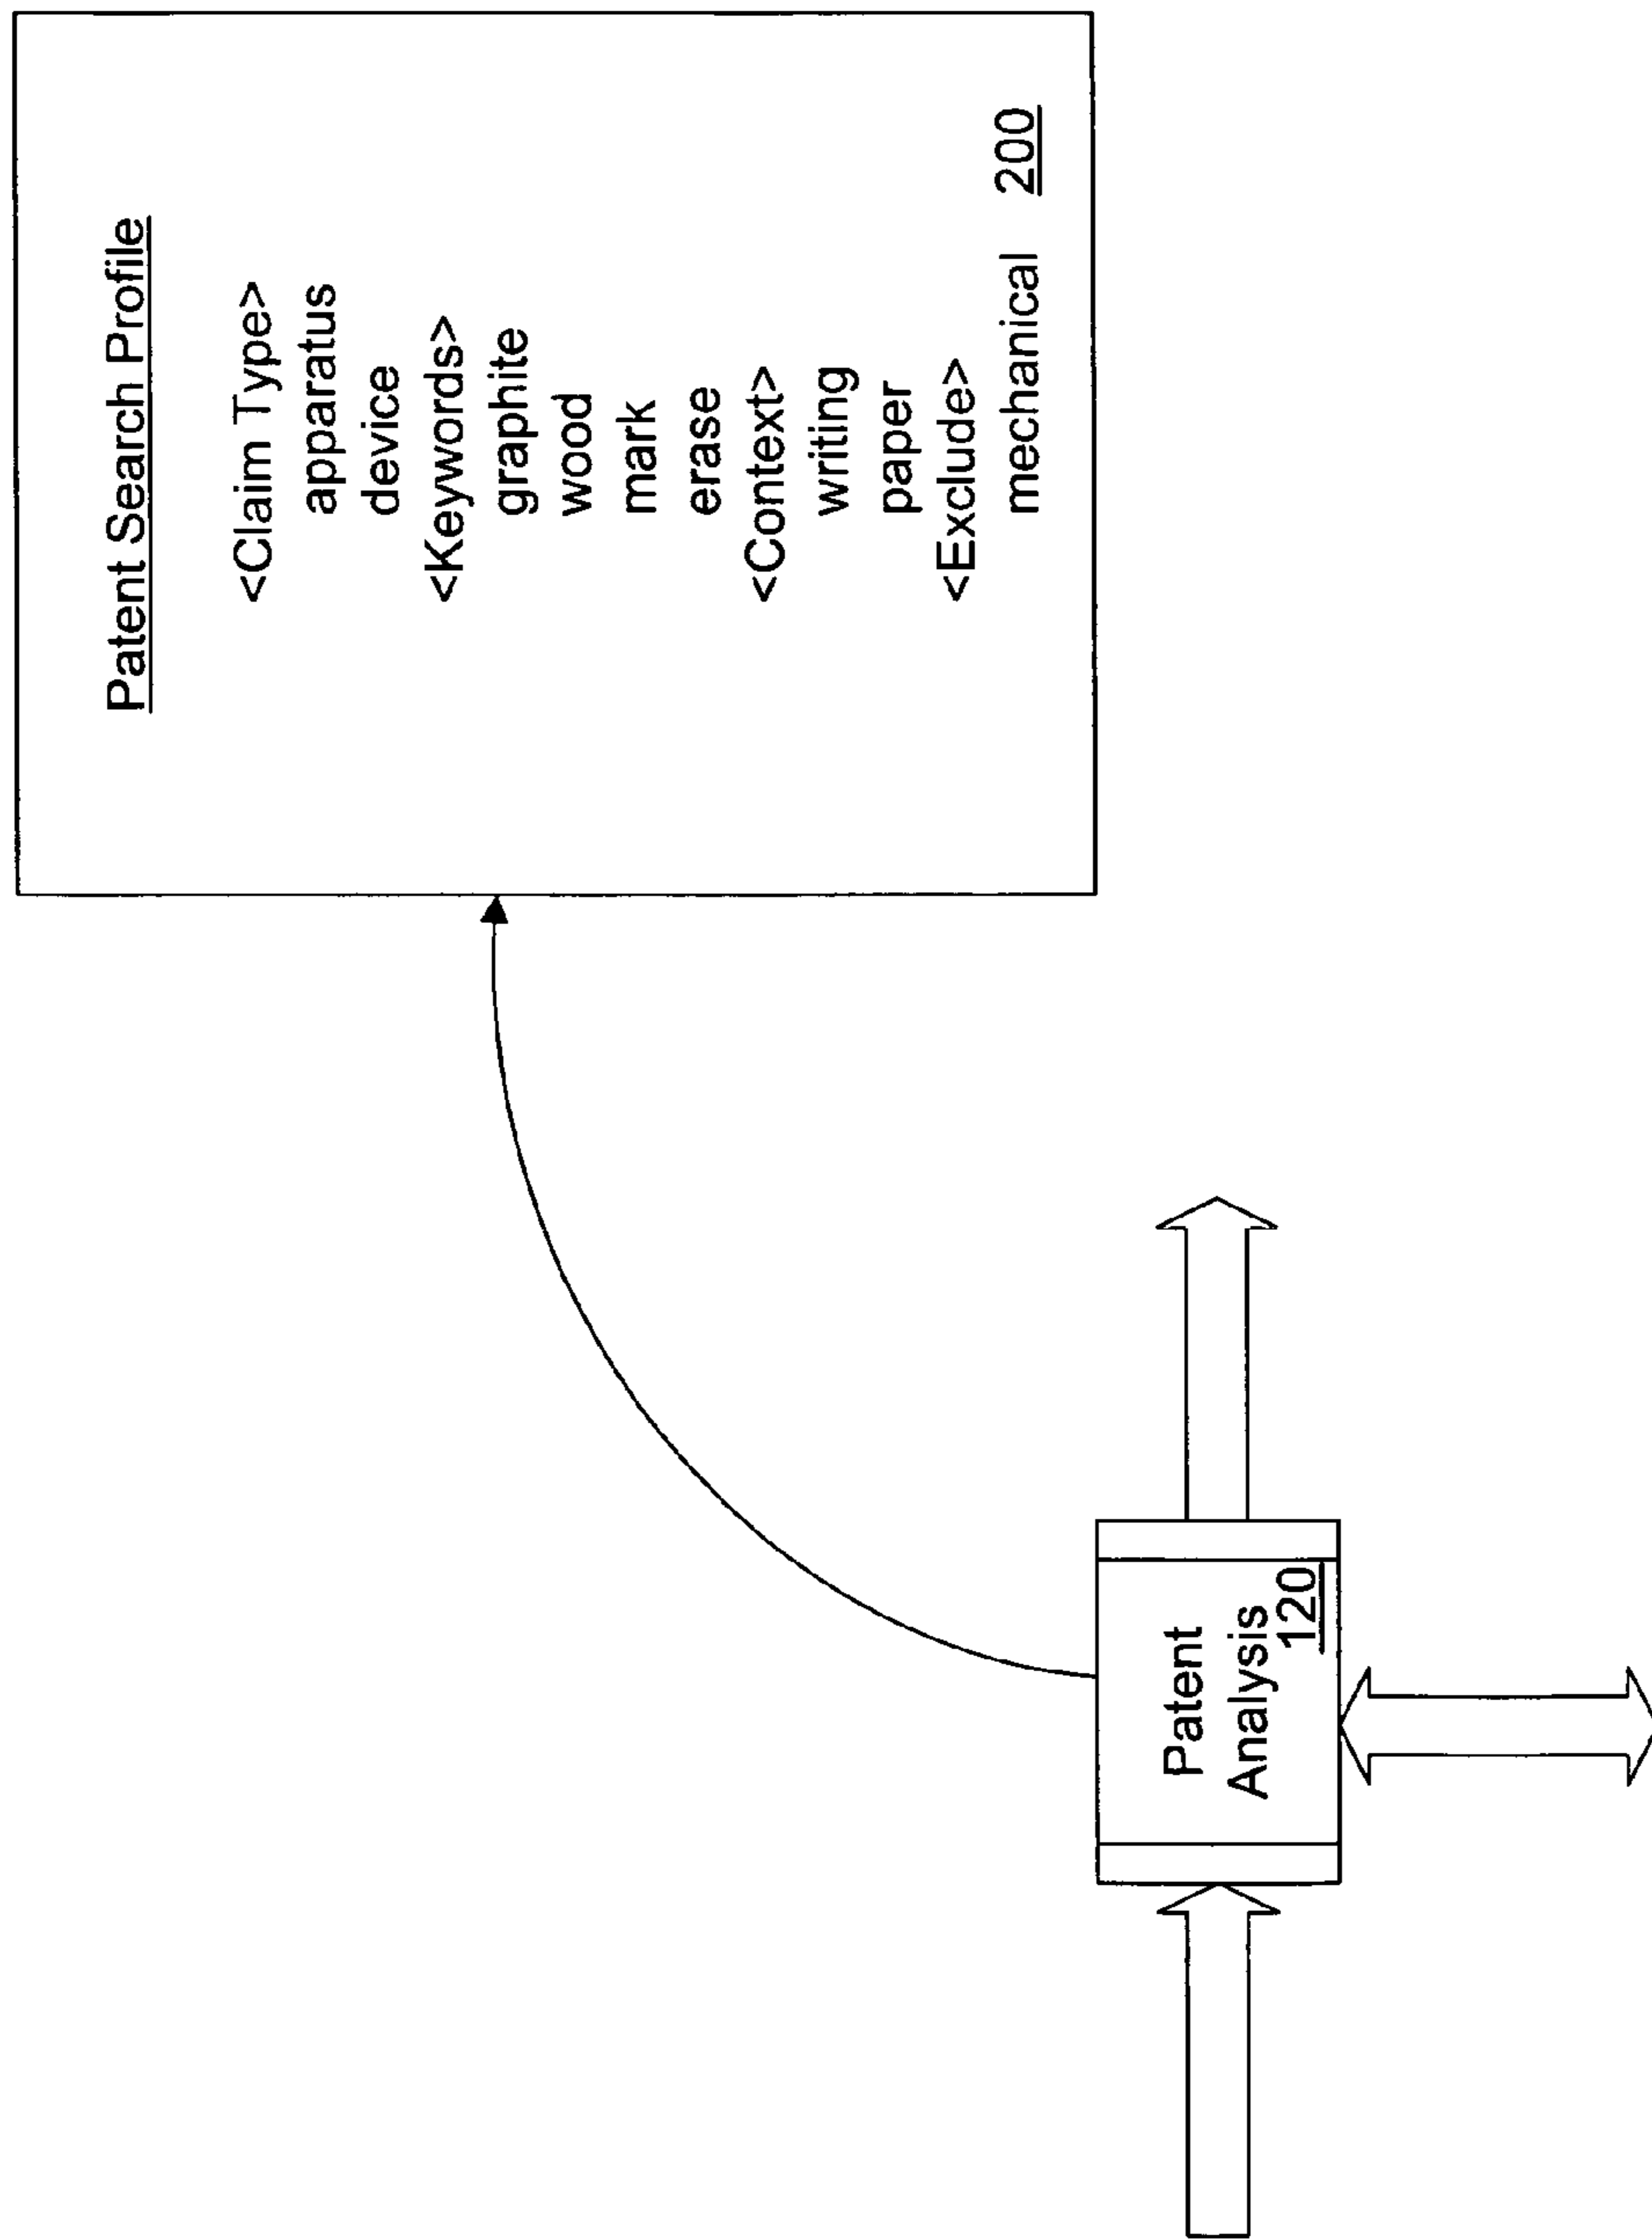 Patent Search Profile
<Claim Type>
apparatus
device
<Keywords>
graphite
wood
mark
erase
<Context>
writing
paper
<Exclude>
mechanical 200
Patent
Analysis
120